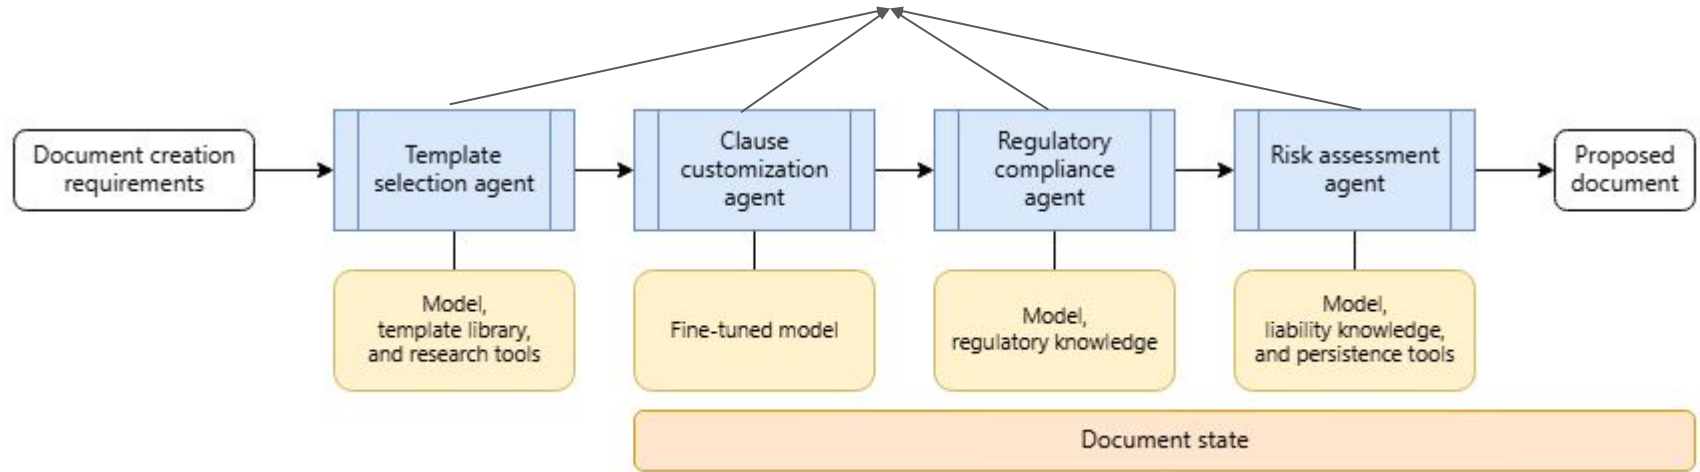 Document creation
requirements
Template
selection agent
Clause
customization
agent
Regulatory
compliance
agent
Risk assessment
agent
Proposed
document
Model,
template library,
and research tools
Fine-tuned model
Model,
regulatory knowledge
Model,
liability knowledge,
and persistence tools
Document state